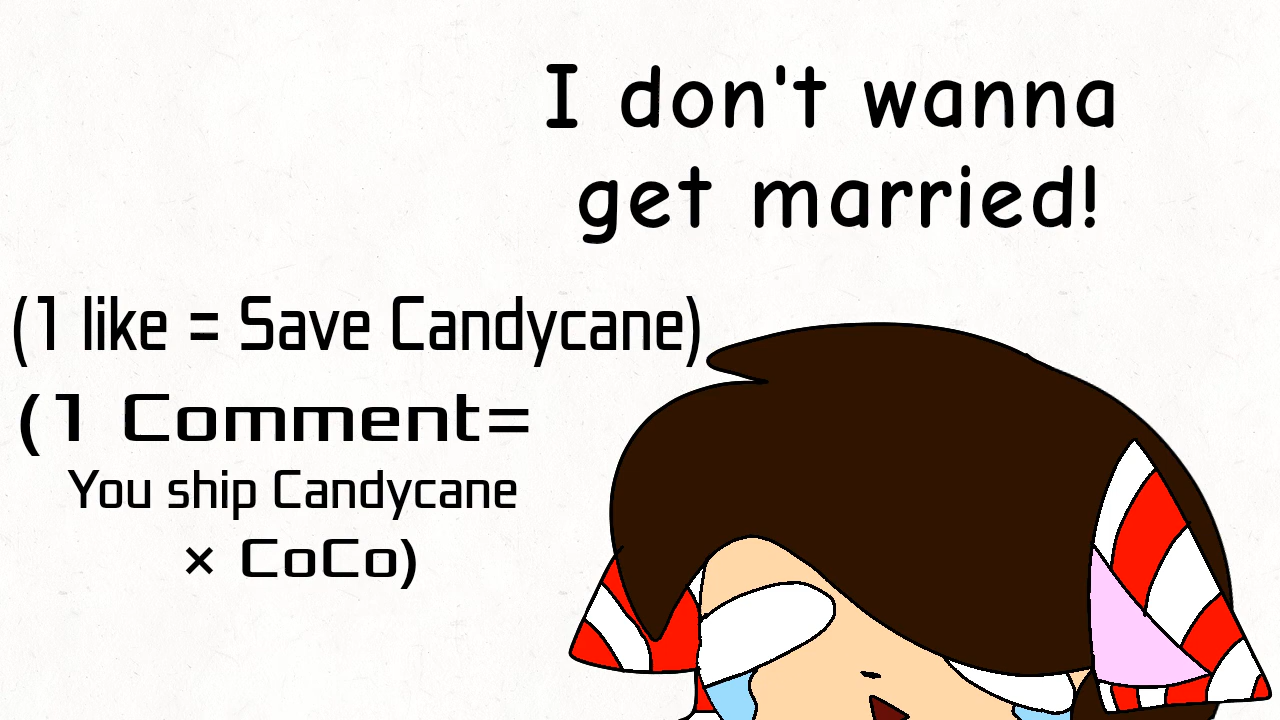 I don't wanna
get married!
(1 like = Save Candycane)
(1 Comment=
You ship Candycane
× CoCo)